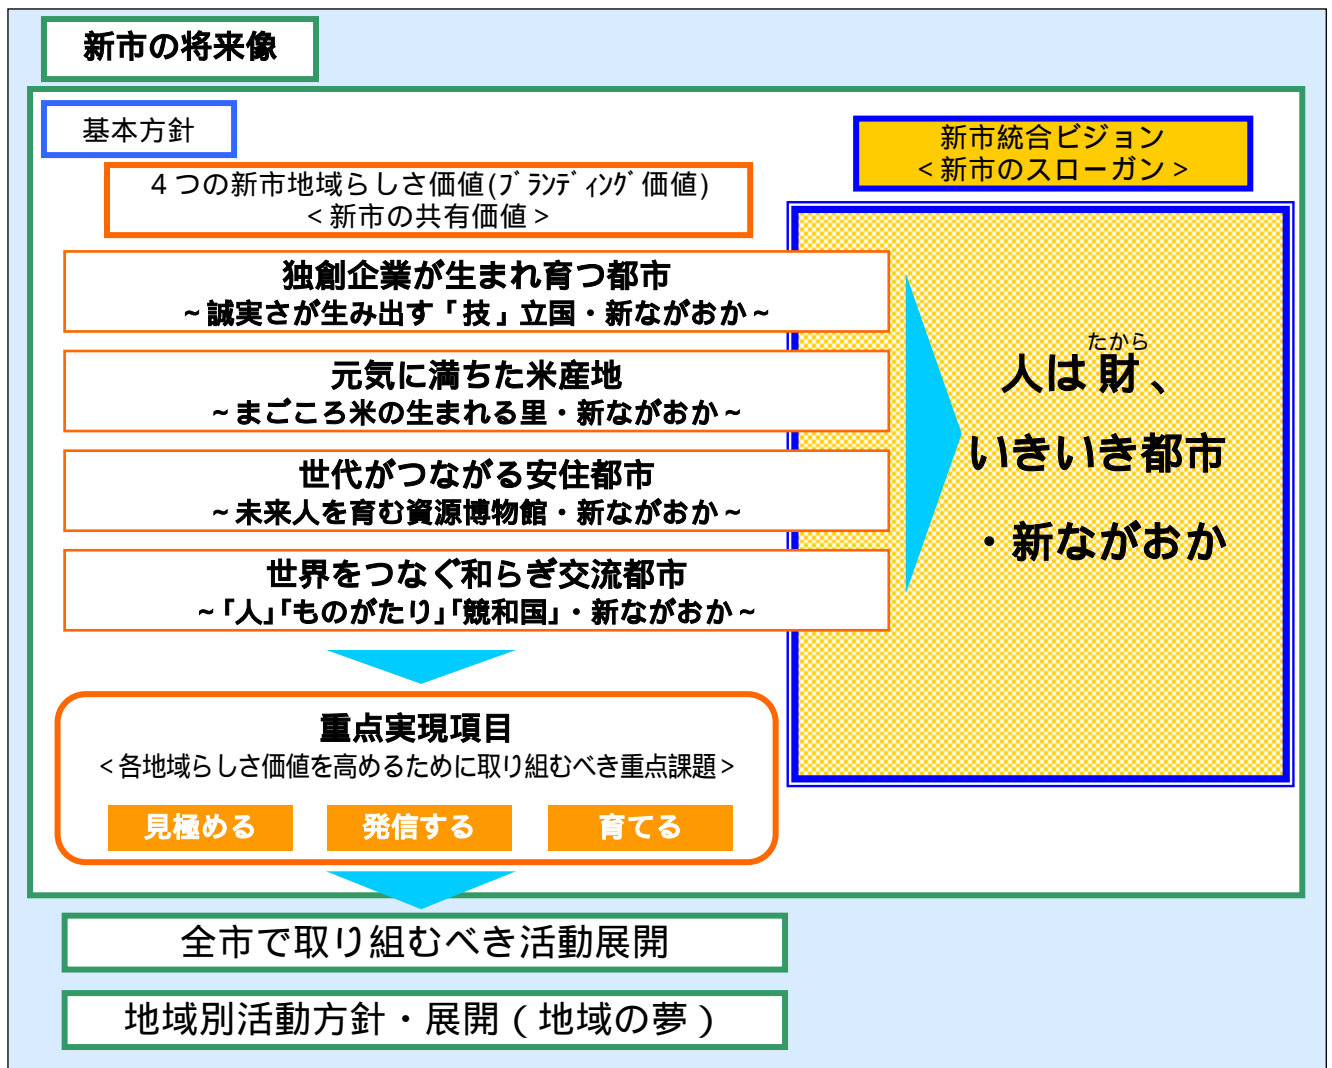 新市の将来像
基本方針
４つの新市地域らしさ価値(ﾌﾞﾗﾝﾃﾞｨﾝｸﾞ価値)
＜新市の共有価値＞
独創企業が生まれ育つ都市
～誠実さが生み出す「技」立国・新ながおか～
元気に満ちた米産地
～まごころ米の生まれる里・新ながおか～
世代がつながる安住都市
～未来人を育む資源博物館・新ながおか～
世界をつなぐ和らぎ交流都市
～「人」「ものがたり」「競和国」・新ながおか～
新市統合ビジョン
＜新市のスローガン＞
たから
人は財、
いきいき都市
・新ながおか
重点実現項目
＜各地域らしさ価値を高めるために取り組むべき重点課題＞
見極める
発信する
育てる
全市で取り組むべき活動展開
地域別活動方針・展開（地域の夢）